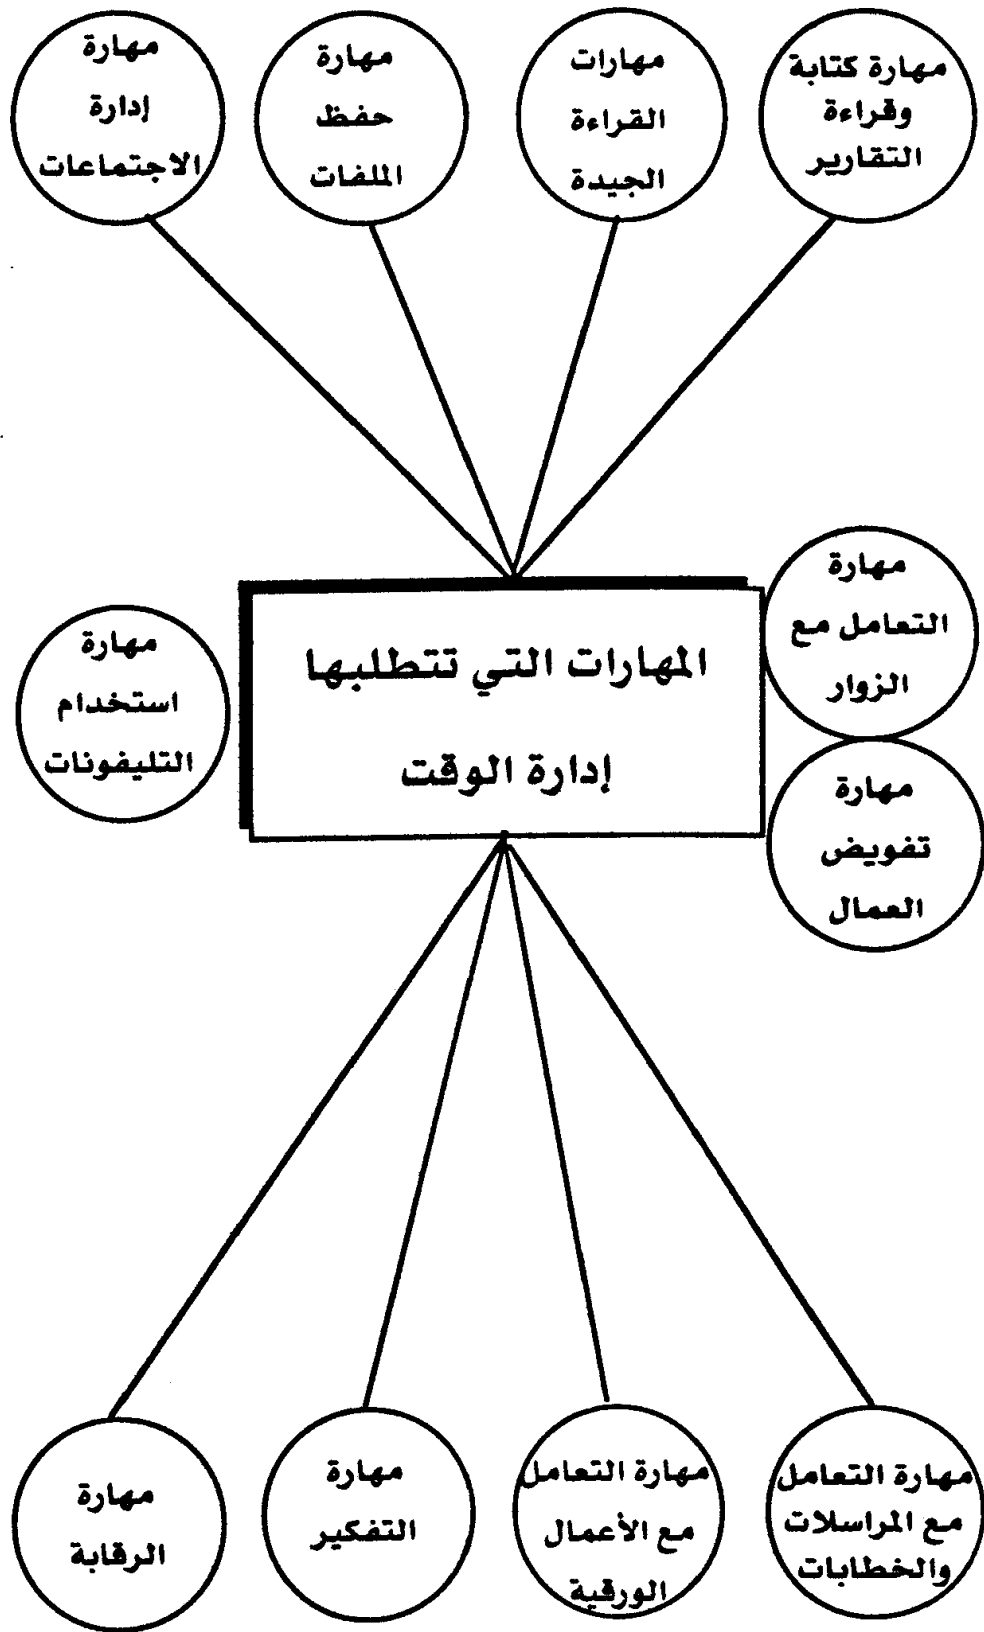 مهارة كتابة
وقراءة
التقارير
مهارات
القراءة
الجيدة
مهارة
حفظ
الملفات
مهارة
إدارة
الاجتماعات
المهارات التي تتطلبها
إدارة الوقت
مهارة
التعامل مع
الزوار
مهارة
تفويض
العمال
مهارة
استخدام
التليفونات
مهارة التعامل
مع المراسلات
والخطابات
مهارة التعامل
مع الأعمال
الورقية
مهارة
التفكير
مهارة
الرقابة